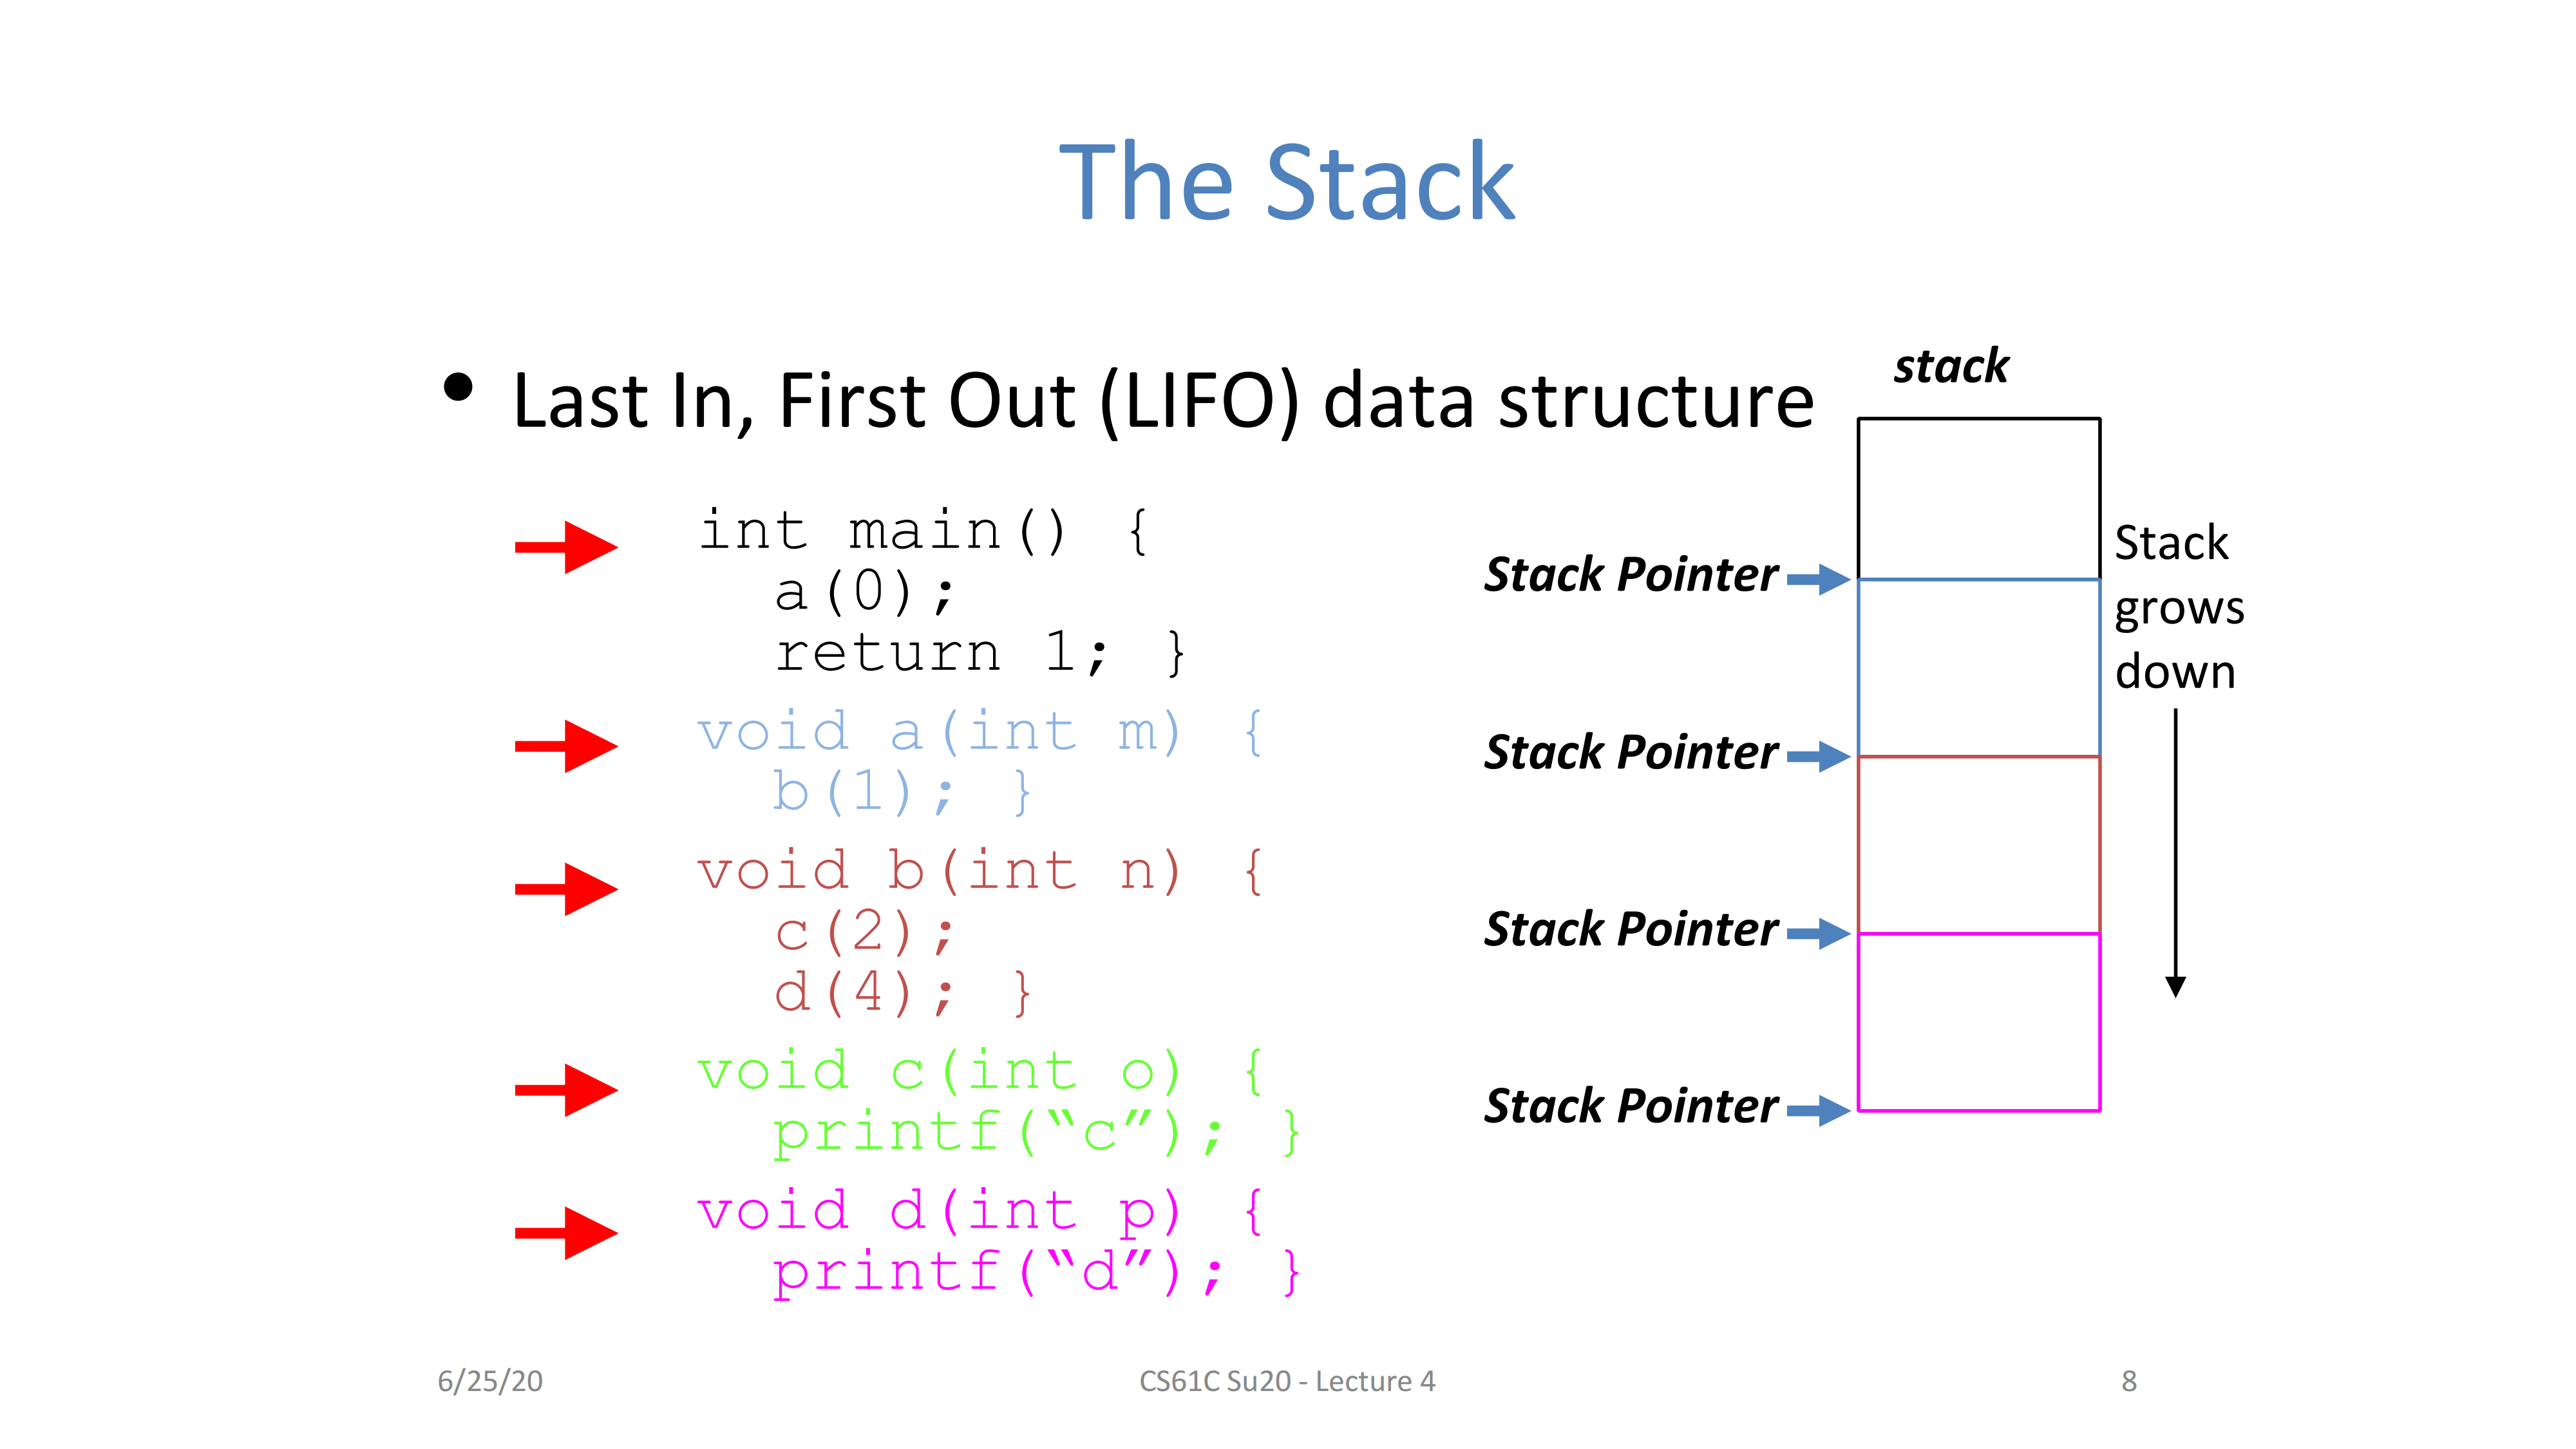 The Stack
• Last In, First Out (LIFO) data structure
int main() {
a(0);
return 1; }
void a(int m) {
b(1); }
void b(int n) {
c(2);
d(4); }
void c(int o) {
printf(“c”); }
void d(int p) {
printf(“d”); }
stack
Stack Pointer
Stack Pointer
Stack Pointer
Stack Pointer
Stack
grows
down
6/25/20
CS61C Su20 - Lecture 4
8